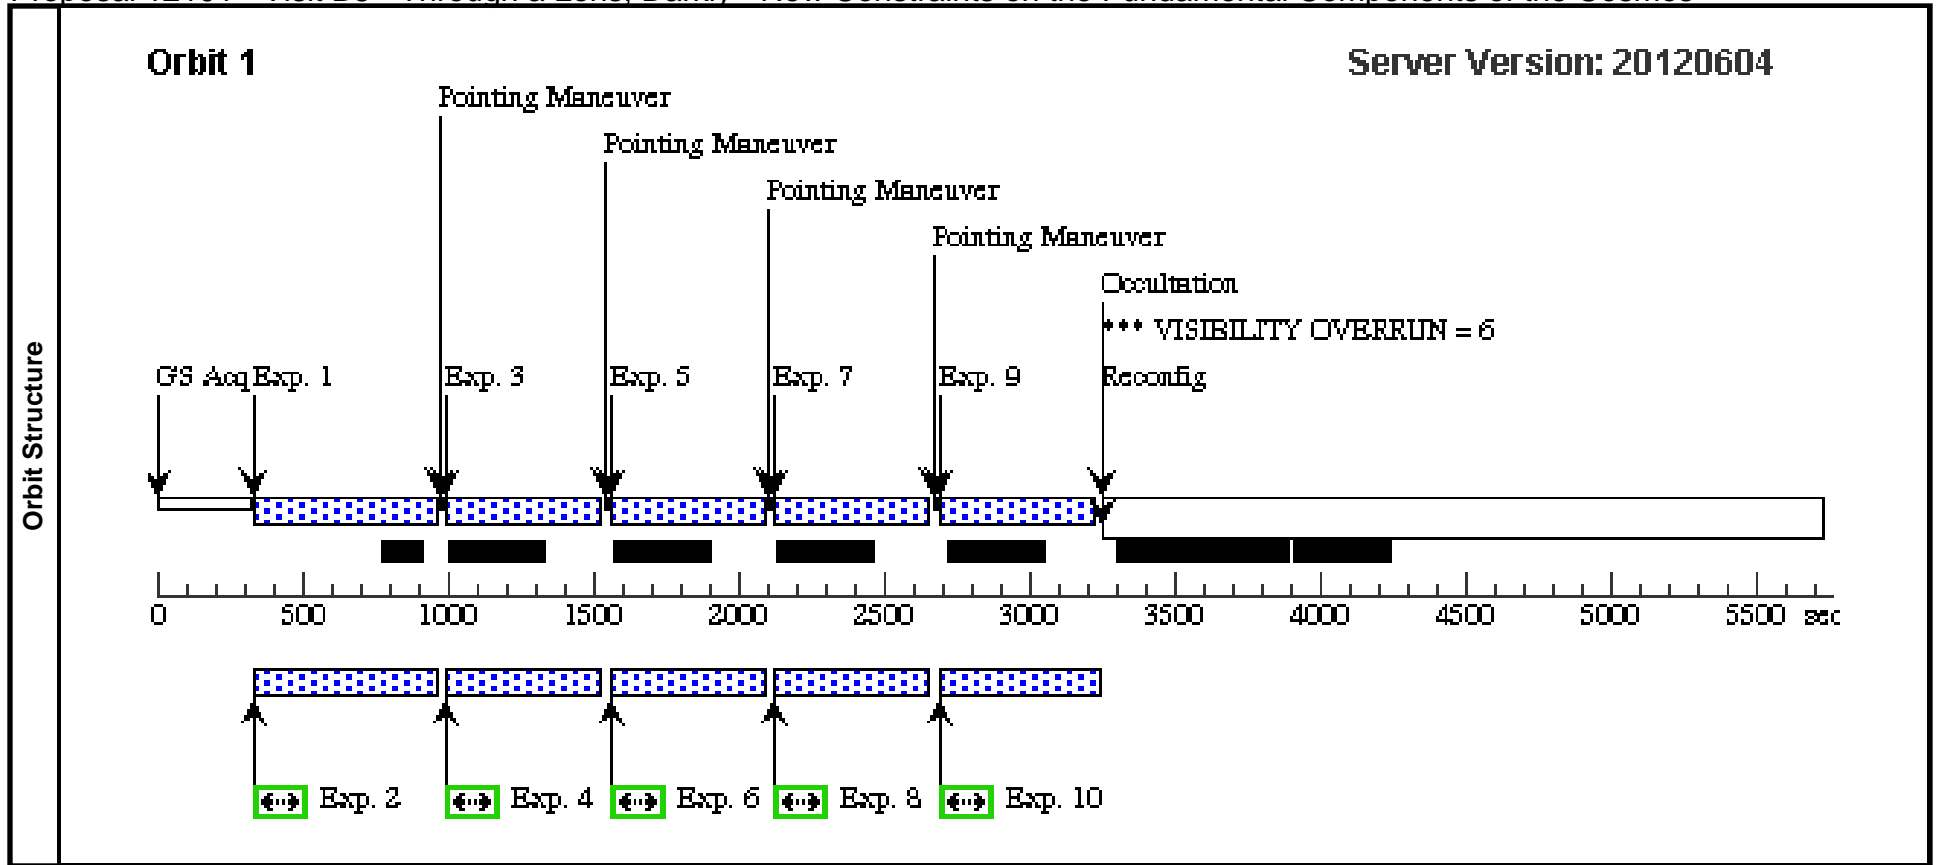 Orbit 1
Server Version: 20120604
Pointing Maneuver
Pointing Maneuver
Pointing Maneuver
Pointing Maneuver
Occultation
*** VISIBILITY OVERRUN = 6
GS Acq Exp. 1 Exp. 3 Exp. 5 Exp. 7 Exp. 9 Reconfig
Orbit Structure
0 500 1000 1500 2000 2500 3000 3500 4000 4500 5000 5500 sec
Exp. 2 Exp. 4 Exp. 6 Exp. 8 Exp. 10